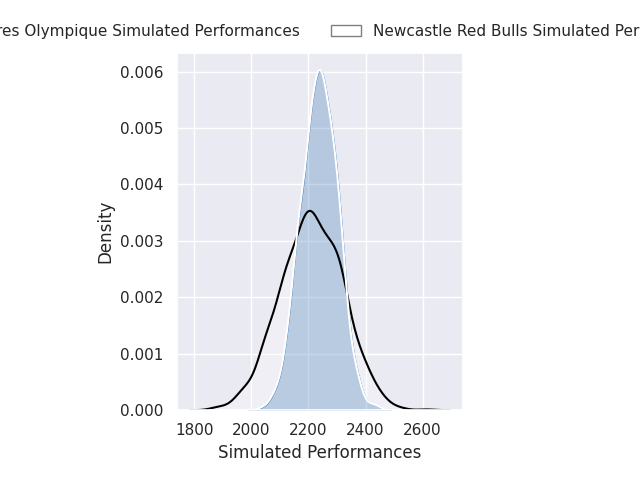 res Olympique Simulated Performances Newcastle Red Bulls Simulated Per
0.006
0.005
0.004
0.003
0.002
0.001
0.000
Density
1800 2000 2200 2400 2600
Simulated Performances